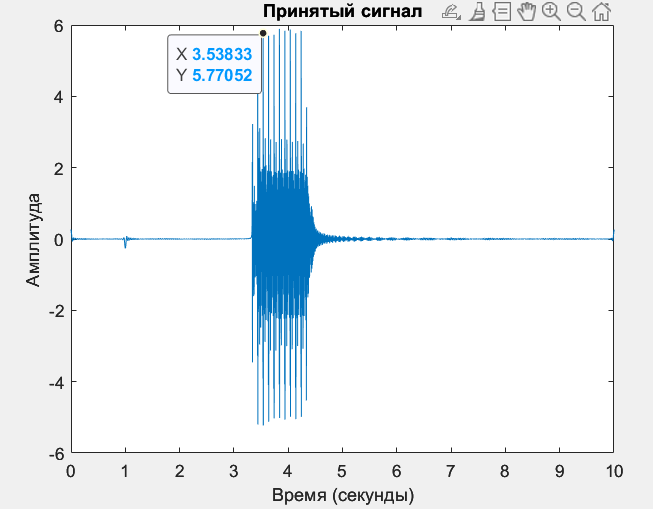 Принятый сигнал
6
X 3.53833
Y 5.77052
4
2
0
-2
-4
-6
Амплитуда
0 1 2 3 4 5 6 7 8 9 10
Время (секунды)